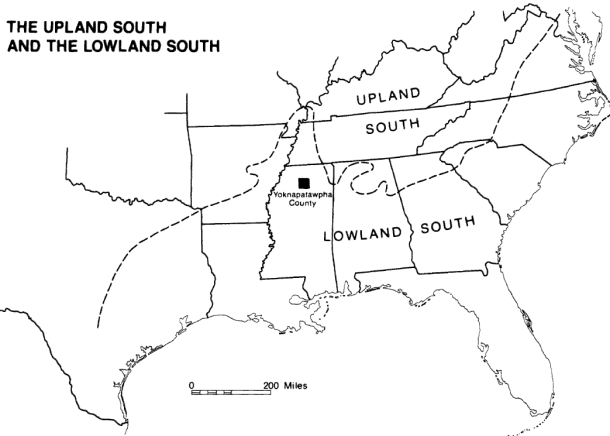 THE UPLAND SOUTH
AND THE LOWLAND SOUTH
UPLAND
SOUTH
Yoknapatawpha
County
LOWLAND SOUTH
0 200 Miles